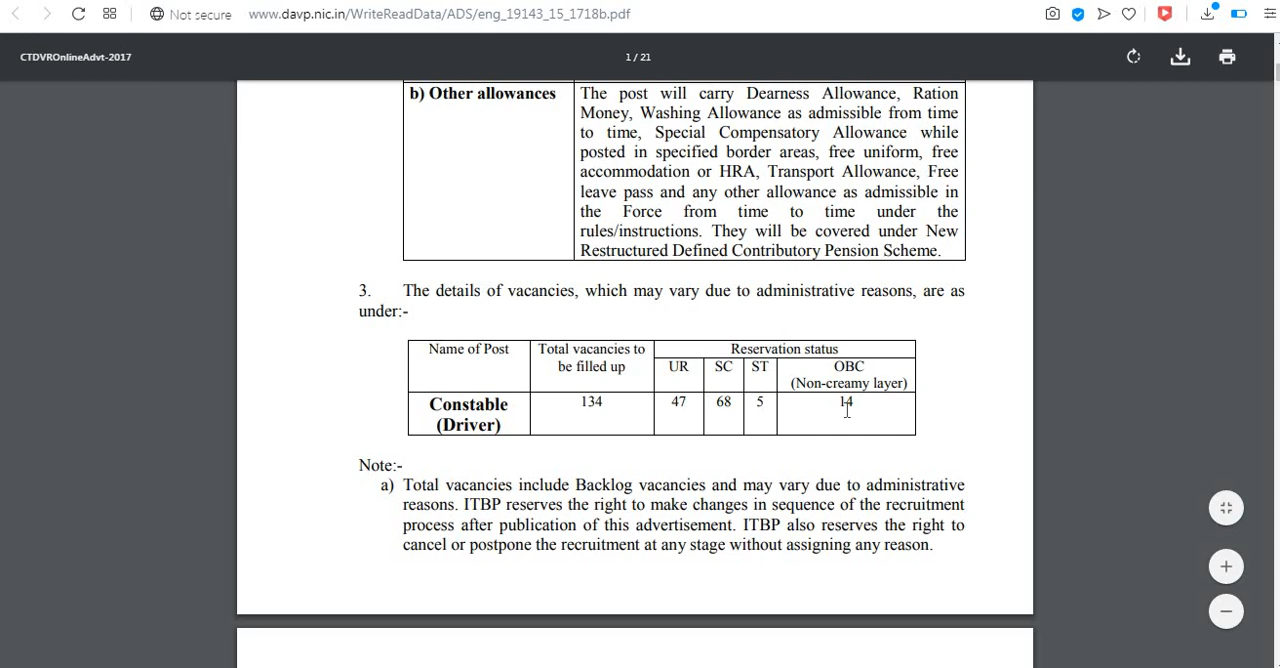 Not secure
www.davp.nic.in/WriteReadData/ADS/eng_19143_15_1718b.pdf
CTDVROnlineAdvt-2017
1 / 21
b) Other allowances
The post will carry Dearness Allowance, Ration
Money, Washing Allowance as admissible from time
to time, Special Compensatory Allowance while
posted in specified border areas, free uniform, free
accommodation or HRA, Transport Allowance, Free
leave pass and any other allowance as admissible in
the Force from time to time under the
rules/instructions. They will be covered under New
Restructured Defined Contributory Pension Scheme.
3. The details of vacancies, which may vary due to administrative reasons, are as
under:-
Name of Post
Total vacancies to
be filled up
Reservation status
UR
SC
ST
OBC
(Non-creamy layer)
Constable
(Driver)
134
47
68
5
14
Note:-
a) Total vacancies include Backlog vacancies and may vary due to administrative
reasons. ITBP reserves the right to make changes in sequence of the recruitment
process after publication of this advertisement. ITBP also reserves the right to
cancel or postpone the recruitment at any stage without assigning any reason.